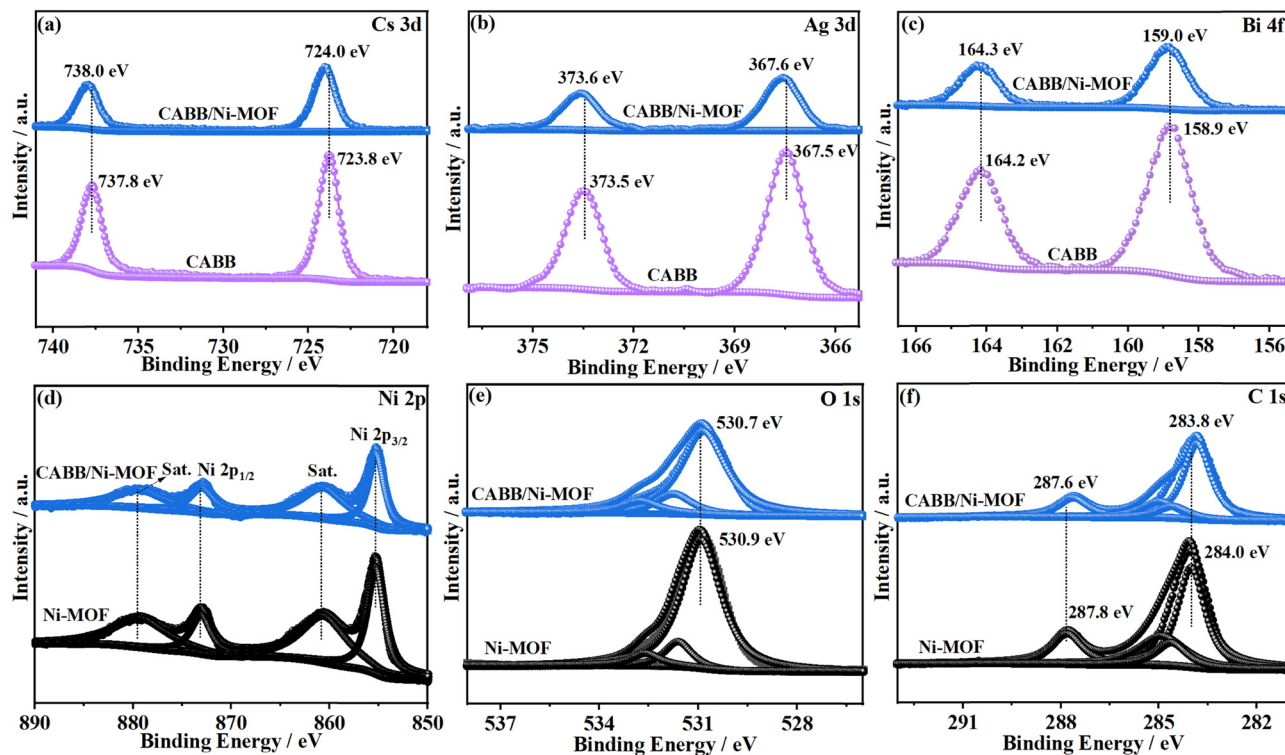 (a)
Cs 3d
738.0 eV
724.0 eV
CABB/Ni-MOF
737.8 eV
723.8 eV
CABB
Intensity / a.u.
740
735
730
725
720
Binding Energy / eV
(b)
Ag 3d
373.6 eV
367.6 eV
CABB/Ni-MOF
373.5 eV
367.5 eV
CABB
Intensity / a.u.
375
372
369
366
Binding Energy / eV
(c)
Bi 4f
164.3 eV
159.0 eV
CABB/Ni-MOF
164.2 eV
158.9 eV
CABB
Intensity / a.u.
166
164
162
160
158
156
Binding Energy / eV
(d)
Ni 2p
Ni 2p3/2
CABB/Ni-MOF
Sat.
Ni 2p1/2
Sat.
Ni-MOF
Intensity / a.u.
890
880
870
860
850
Binding Energy / eV
(e)
O 1s
530.7 eV
CABB/Ni-MOF
530.9 eV
Ni-MOF
Intensity / a.u.
537
534
531
528
Binding Energy / eV
(f)
C 1s
283.8 eV
287.6 eV
CABB/Ni-MOF
284.0 eV
287.8 eV
Ni-MOF
Intensity / a.u.
291
288
285
282
Binding Energy / eV